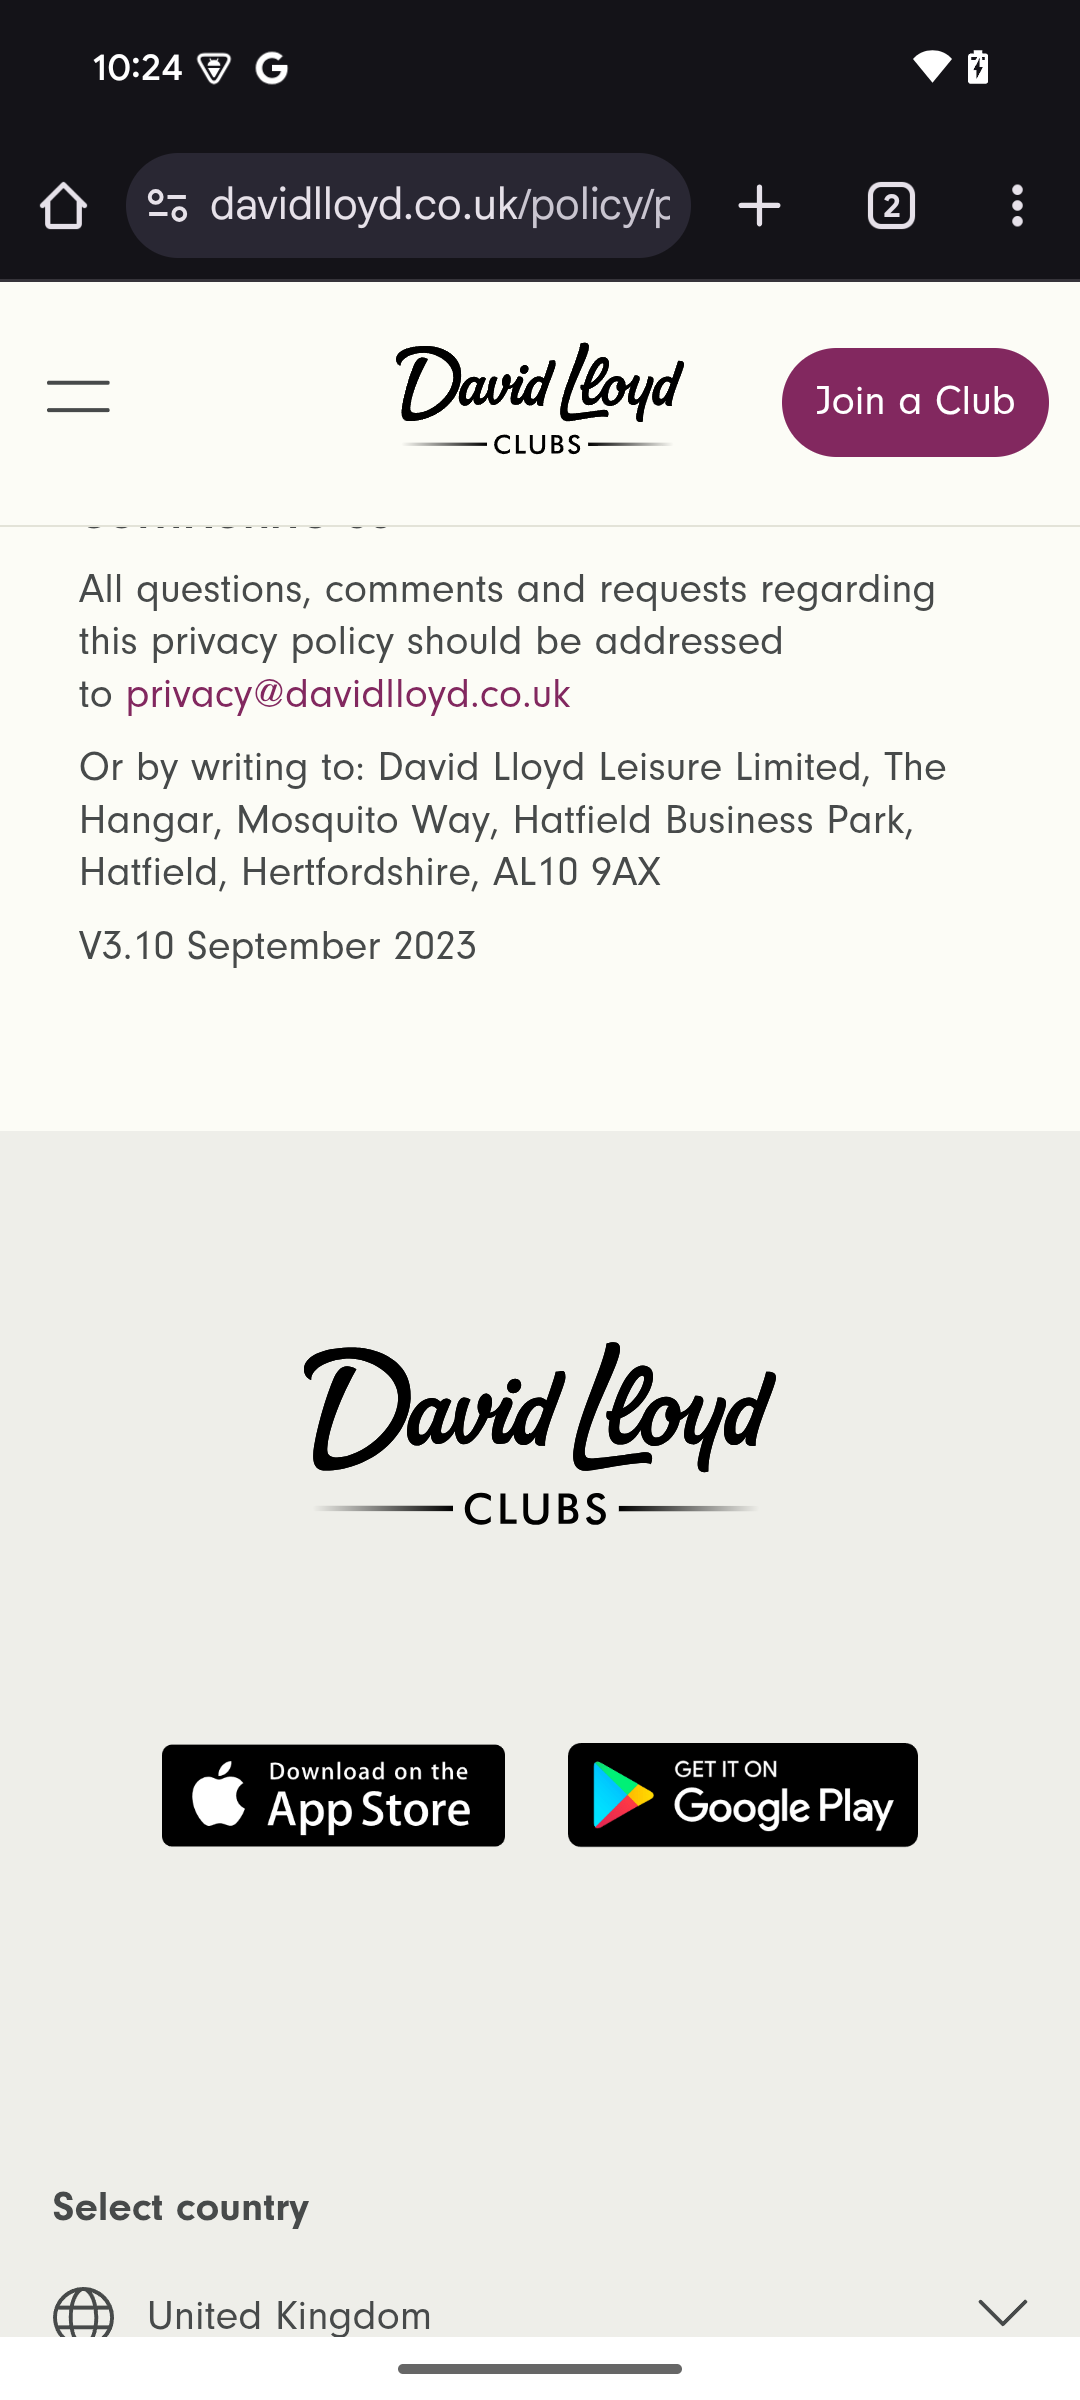 10:24
davidlloyd.co.uk/policy/p
2
David Lloyd
CLUBS
Join a Club
All questions, comments and requests regarding
this privacy policy should be addressed
to privacy@davidlloyd.co.uk
Or by writing to: David Lloyd Leisure Limited, The
Hangar, Mosquito Way, Hatfield Business Park,
Hatfield, Hertfordshire, AL10 9AX
V3.10 September 2023
David Lloyd
CLUBS
Download on the
App Store
GET IT ON
Google Play
Select country
United Kingdom